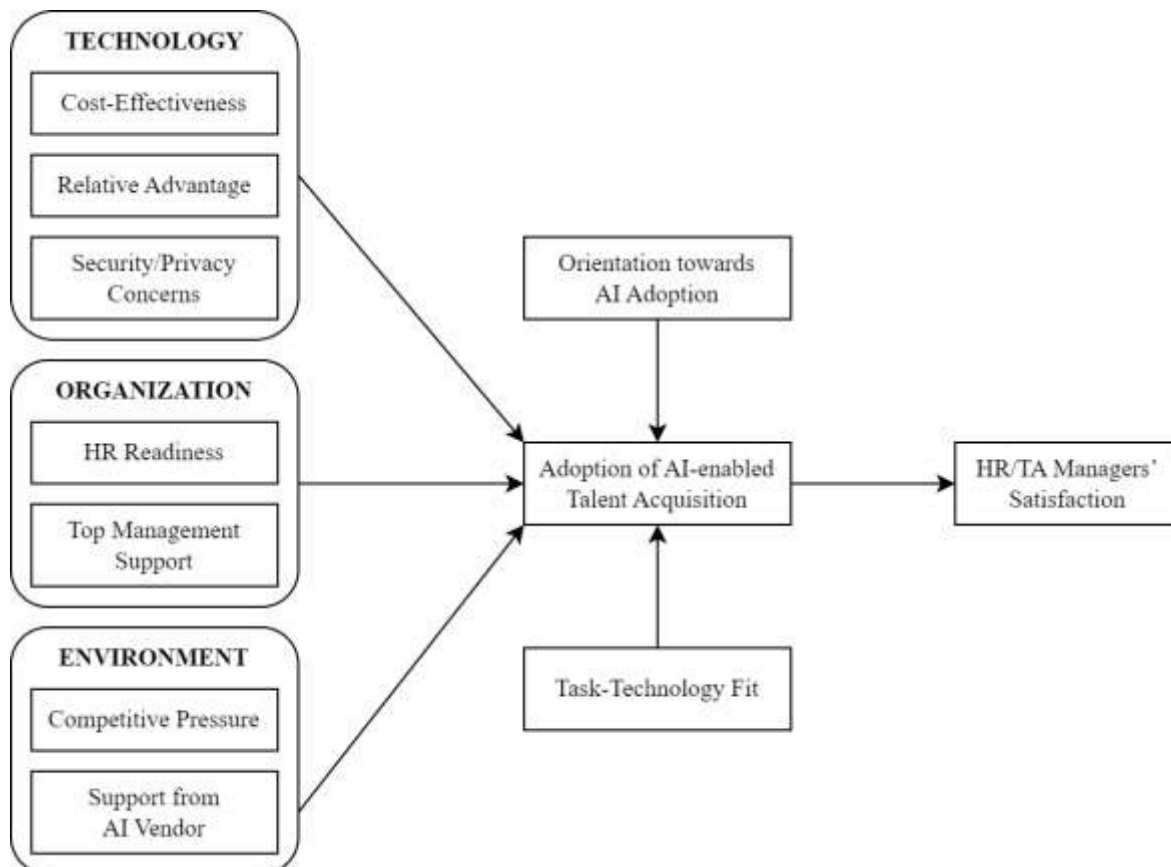 TECHNOLOGY
Cost-Effectiveness
Relative Advantage
Security/Privacy
Concerns
ORGANIZATION
HR Readiness
Top Management
Support
ENVIRONMENT
Competitive Pressure
Support from
AI Vendor
Orientation towards
AI Adoption
Adoption of AI-enabled
Talent Acquisition
Task-Technology Fit
HR/TA Managers’
Satisfaction